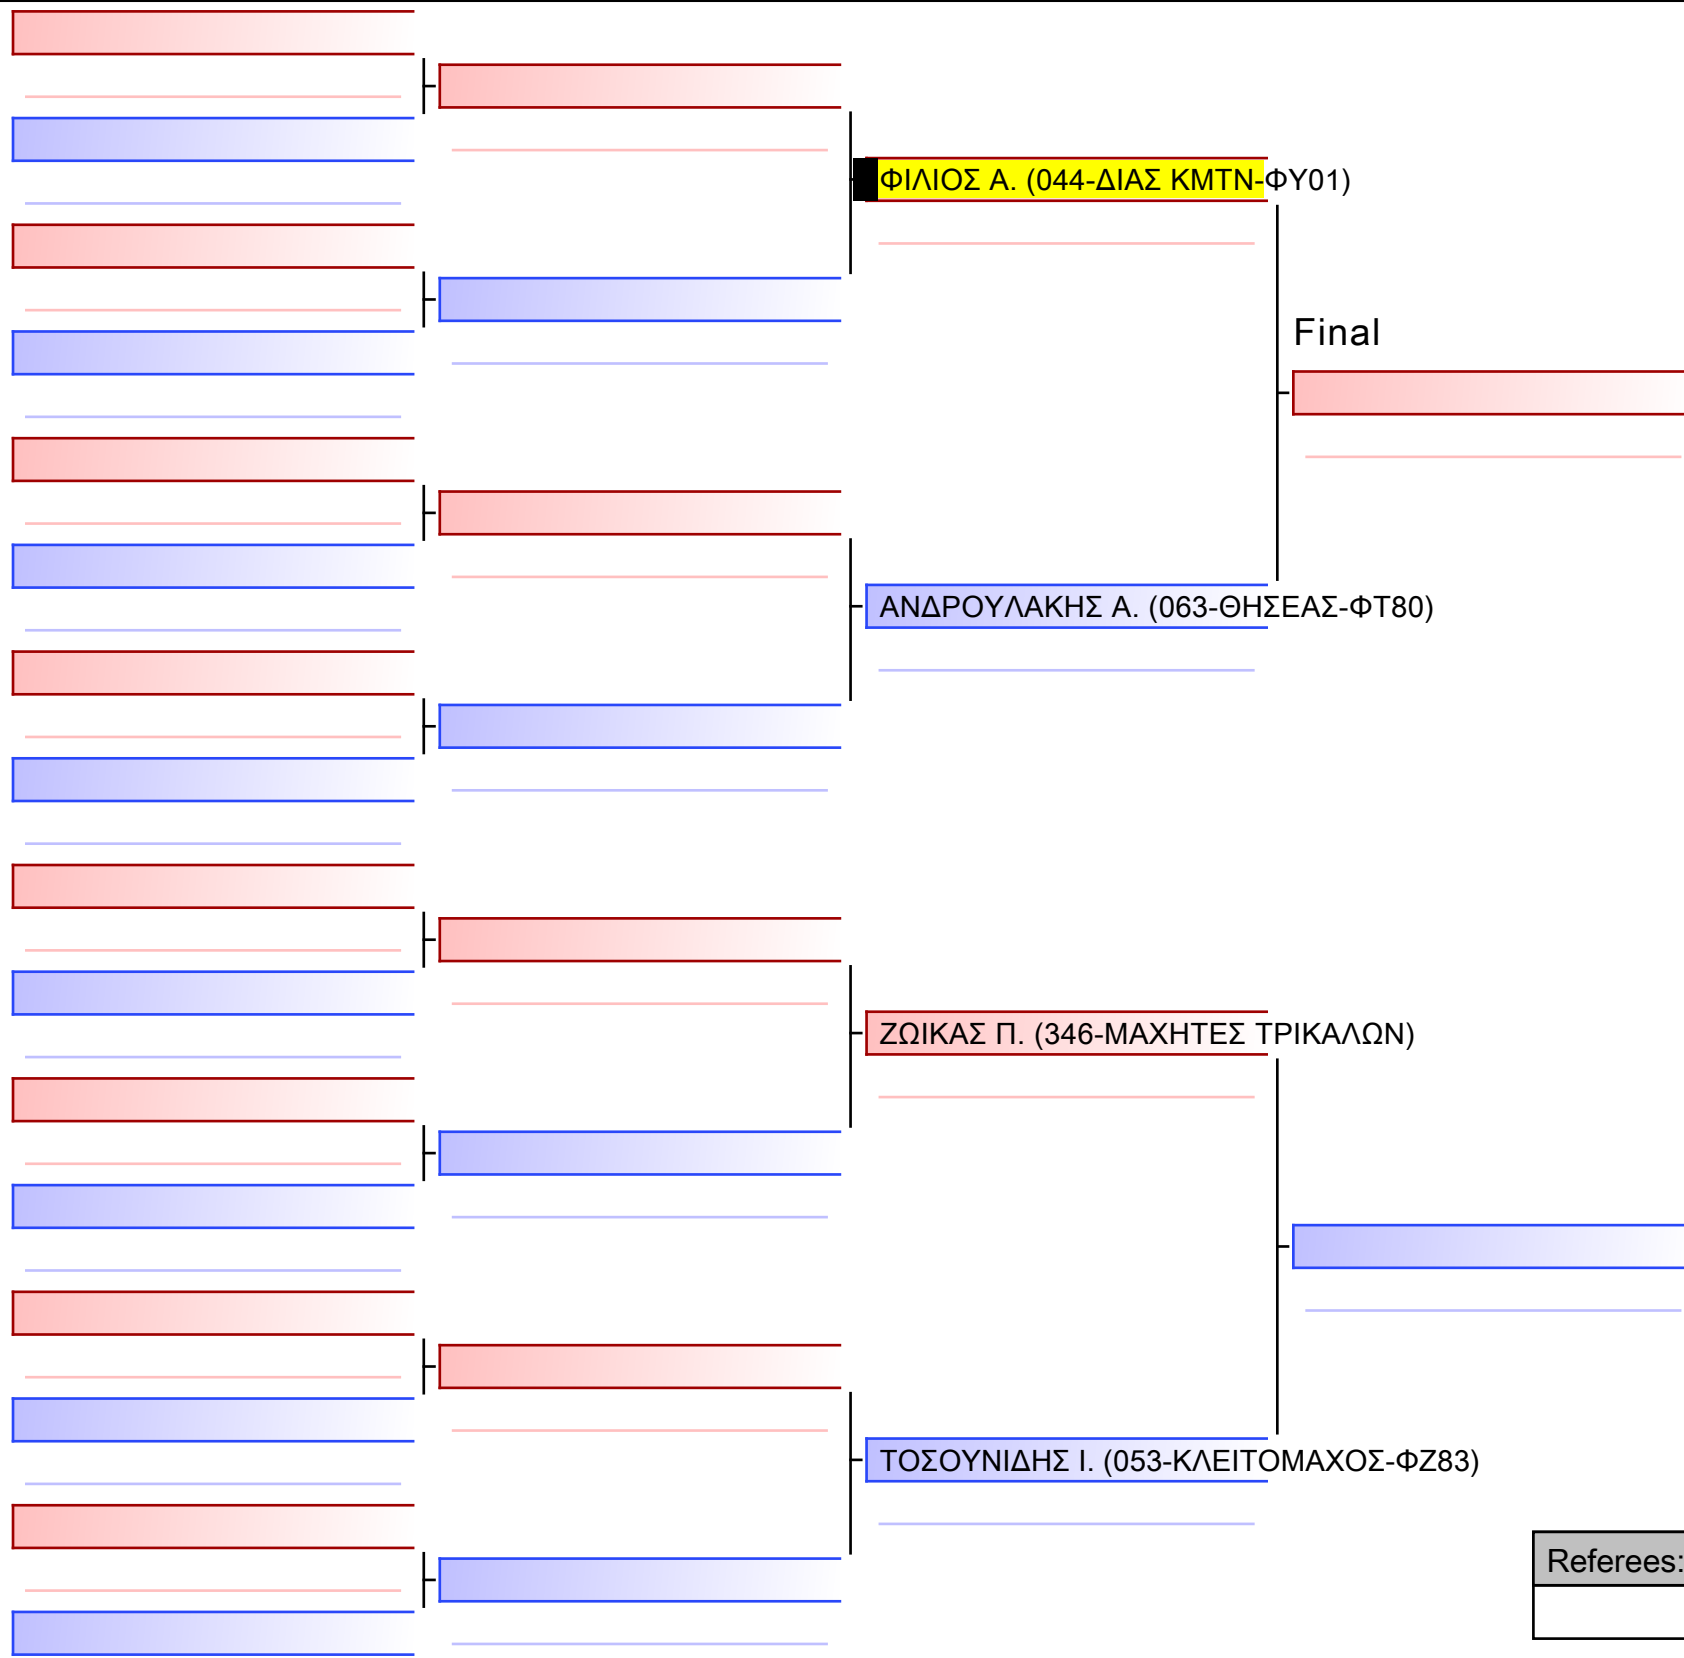 ΦΙΛΙΟΣ Α. (044-ΔΙΑΣ ΚΜΤΝ-ΦΥ01)
Final
ΑΝΔΡΟΥΛΑΚΗΣ Α. (063-ΘΗΣΕΑΣ-ΦΤ80)
ΖΩΙΚΑΣ Π. (346-ΜΑΧΗΤΕΣ ΤΡΙΚΑΛΩΝ)
ΤΟΣΟΥΝΙΔΗΣ Ι. (053-ΚΛΕΙΤΟΜΑΧΟΣ-ΦΖ83)
Referees: